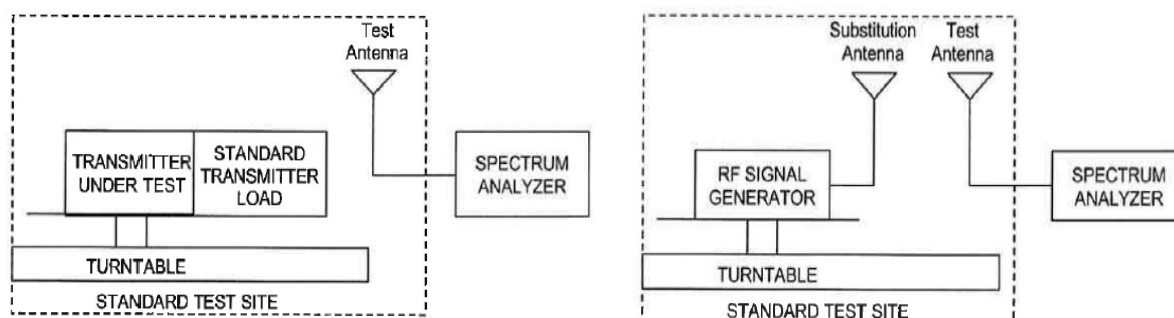 Test
Antenna
TRANSMITTER
UNDER TEST
STANDARD
TRANSMITTER
LOAD
SPECTRUM
ANALYZER
TURNTABLE
STANDARD TEST SITE
Substitution
Antenna
Test
Antenna
RF SIGNAL
GENERATOR
SPECTRUM
ANALYZER
TURNTABLE
STANDARD TEST SITE